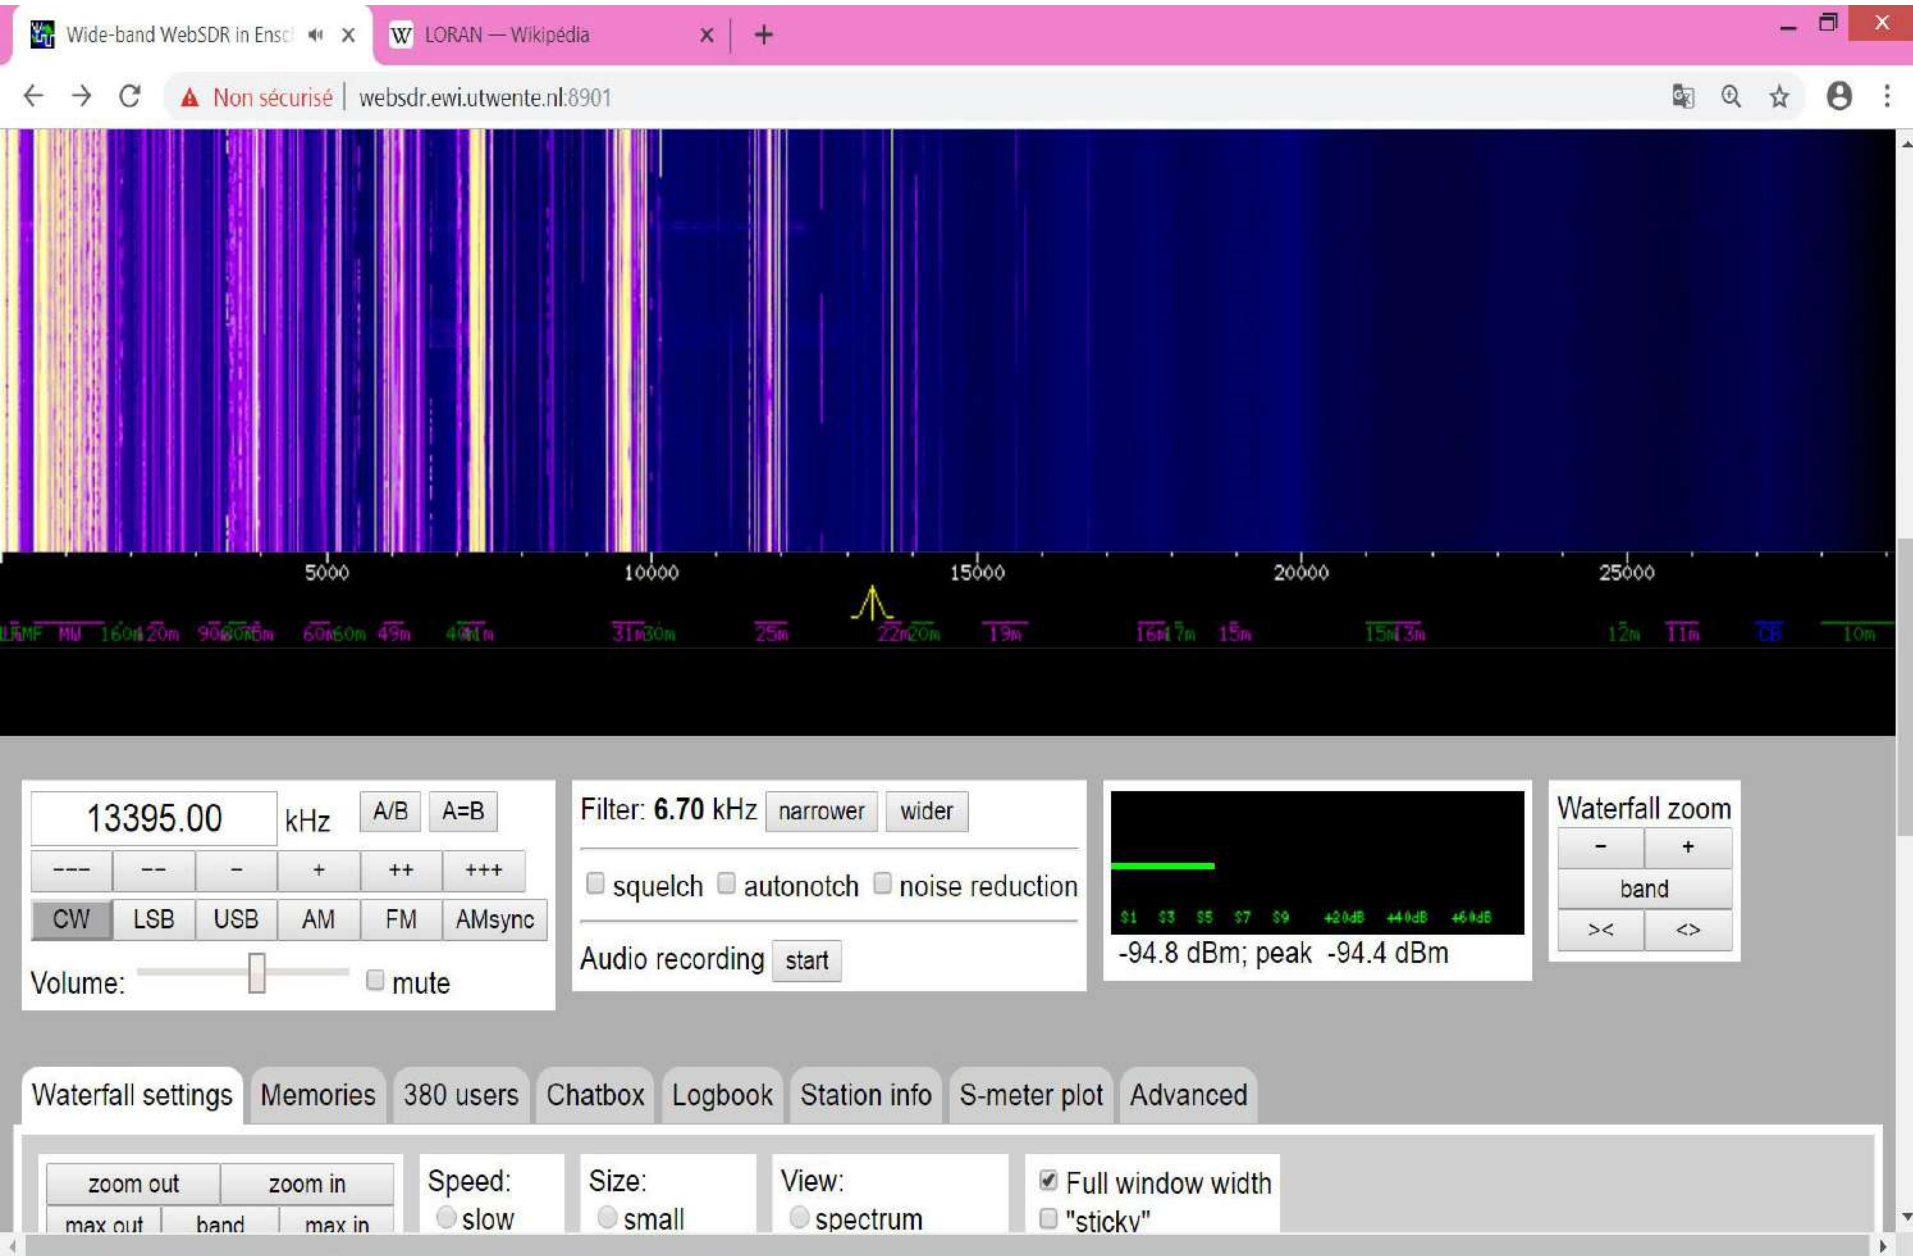 Wide-band WebSDR in Ensc
LORAN — Wikipédia
Non sécurisé websdr.ewi.utwente.nl:8901
5000 10000 15000 20000 25000
MW 120m 49m 31m 30m 25m 22m 20m 19m 16m 17m 15m 15m 13m 12m 11m CB 10m
13395.00 kHz A/B A=B
--- -- - + ++ +++
CW LSB USB AM FM AMsync
Volume: mute
Filter: 6.70 kHz narrower wider
squelch autonotch noise reduction
Audio recording start
S1 S3 S5 S7 S9 +20dB +40dB +60dB
-94.8 dBm; peak -94.4 dBm
Waterfall zoom
- +
band
>< <>
Waterfall settings Memories 380 users Chatbox Logbook Station info S-meter plot Advanced
zoom out zoom in
max out band max in
Speed:
slow
Size:
small
View:
spectrum
Full window width
"sticky"